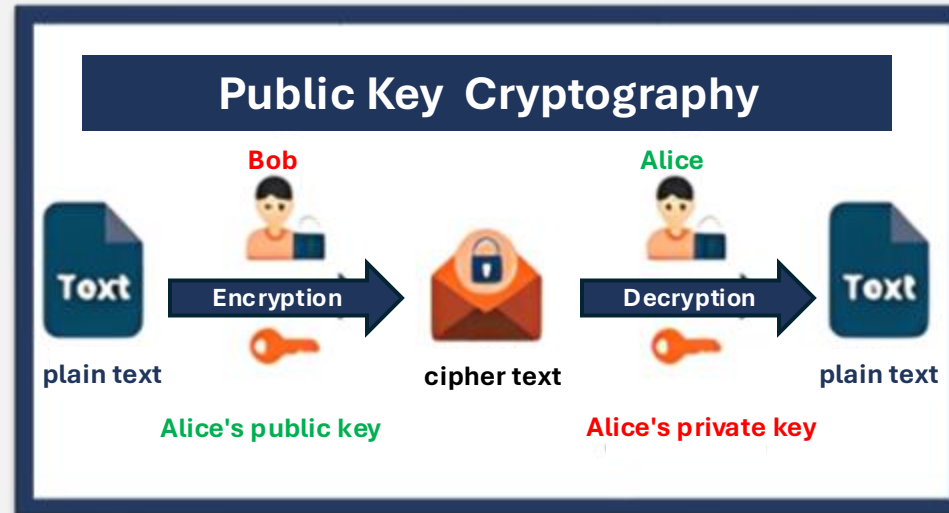 Public Key Cryptography
Bob
Alice
Text
Encryption
Decryption
Text
plain text
cipher text
plain text
Alice's public key
Alice's private key